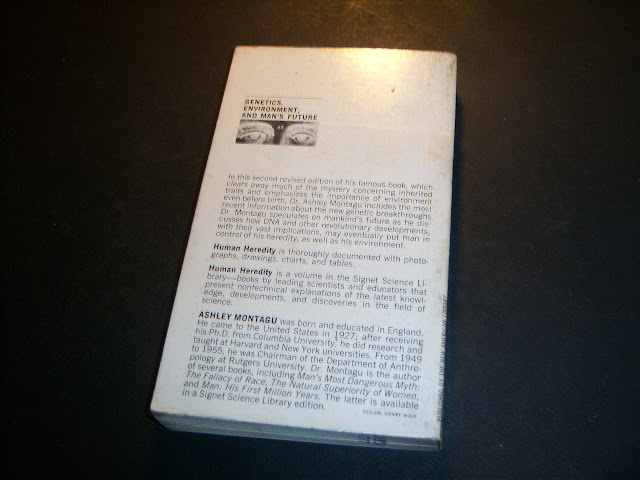 GENETICS,
ENVIRONMENT,
AND MAN'S FUTURE
In this second revised edition of his famous book, which
clears away much of the mystery concerning inherited
traits and emphasizes the importance of environment
even before birth, Dr. Ashley Montagu includes the most
recent information about the new genetic breakthroughs
Dr. Montagu speculates on mankind's future as he dis-
cusses how DNA and other revolutionary developments,
with their vast implications, may eventually put man in
control of his heredity, as well as his environment.
Human Heredity is thoroughly documented with photo-
graphs, drawings, charts, and tables.
Human Heredity is a volume in the Signet Science Li-
brary—books by leading scientists and educators that
present nontechnical explanations of the latest knowl-
edge, developments, and discoveries in the field of
science.
ASHLEY MONTAGU was born and educated in England.
He came to the United States in 1927; after receiving
his Ph.D. from Columbia University, he did research and
taught at Harvard and New York universities. From 1949
to 1955, he was Chairman of the Department of Anthro-
pology at Rutgers University. Dr. Montagu is the author
of several books, including Man's Most Dangerous Myth:
The Fallacy of Race, The Natural Superiority of Women,
and Man: His First Million Years. The latter is available
in a Signet Science Library edition.
DESIGN: HENRY WOLF
PUBLISHED BY THE NEW AMERICAN LIBRARY